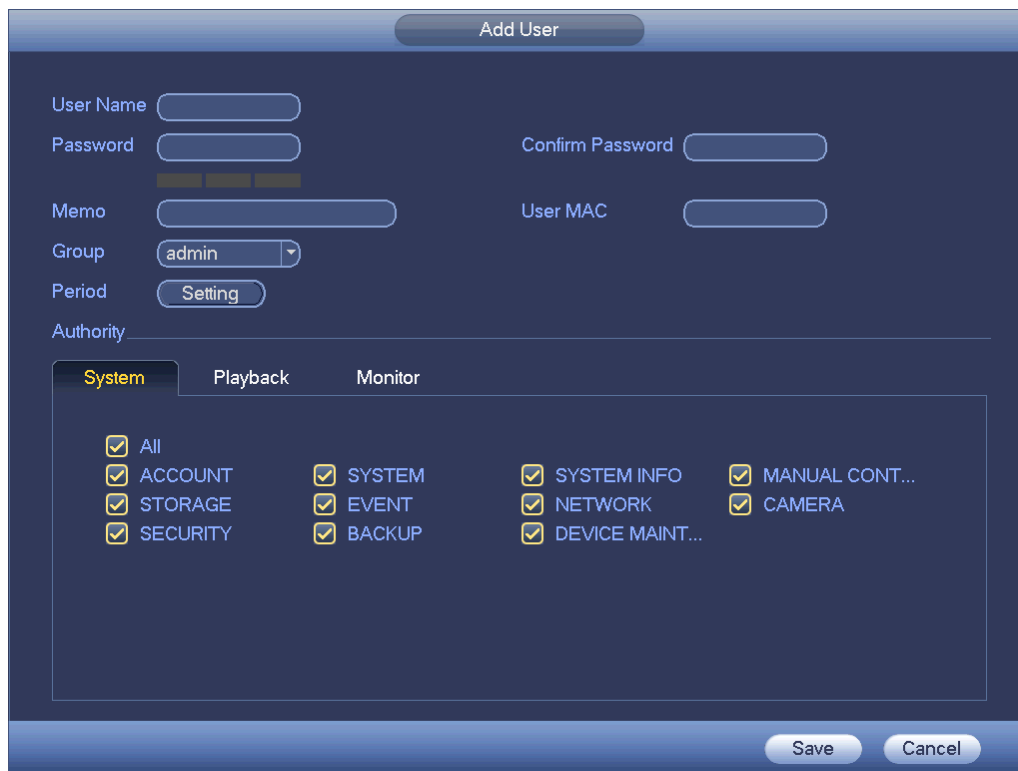 Add User
User Name
Password
Confirm Password
Memo
User MAC
Group
admin
Period
Setting
Authority
System Playback Monitor
All
ACCOUNT SYSTEM SYSTEM INFO MANUAL CONT...
STORAGE EVENT NETWORK CAMERA
SECURITY BACKUP DEVICE MAINT...
Save Cancel